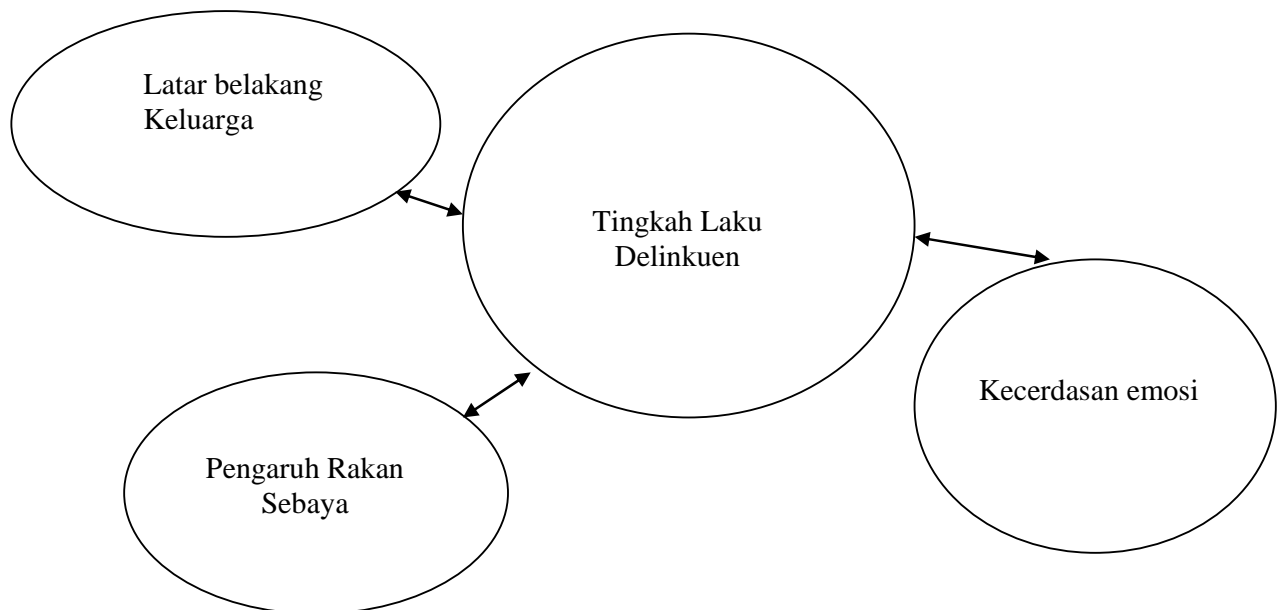 Latar belakang
Keluarga
Tingkah Laku
Delinkuen
Kecerdasan emosi
Pengaruh Rakan
Sebaya